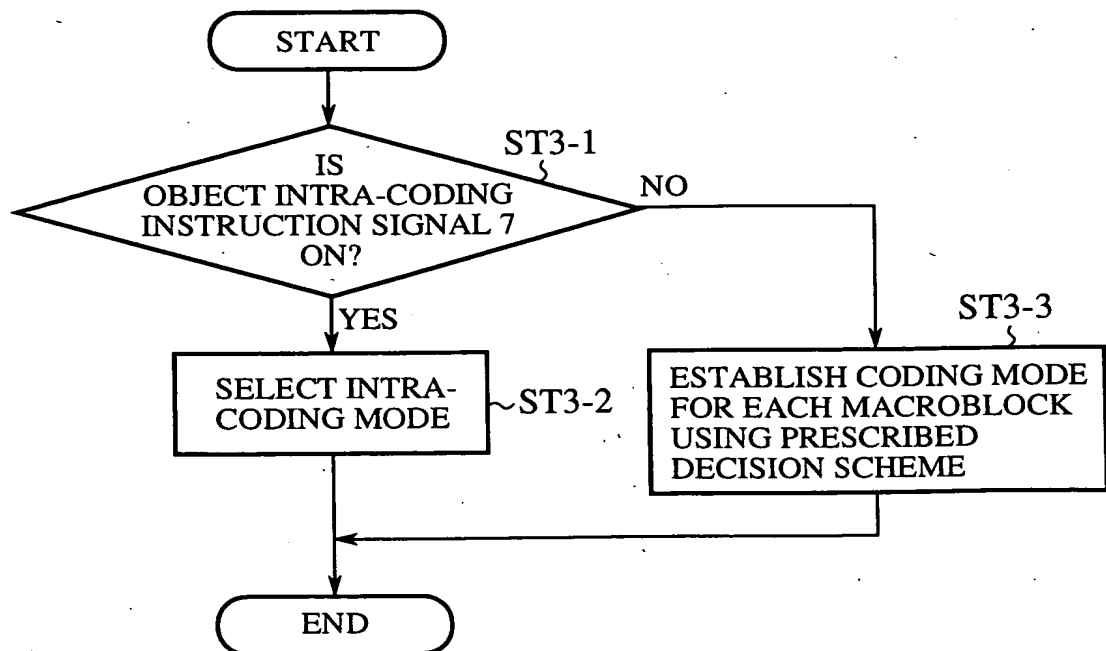 START
ST3-1
IS
OBJECT INTRA-CODING
INSTRUCTION SIGNAL 7
ON?
NO
YES
SELECT INTRA-
CODING MODE
ST3-2
ST3-3
ESTABLISH CODING MODE
FOR EACH MACROBLOCK
USING PRESCRIBED
DECISION SCHEME
END